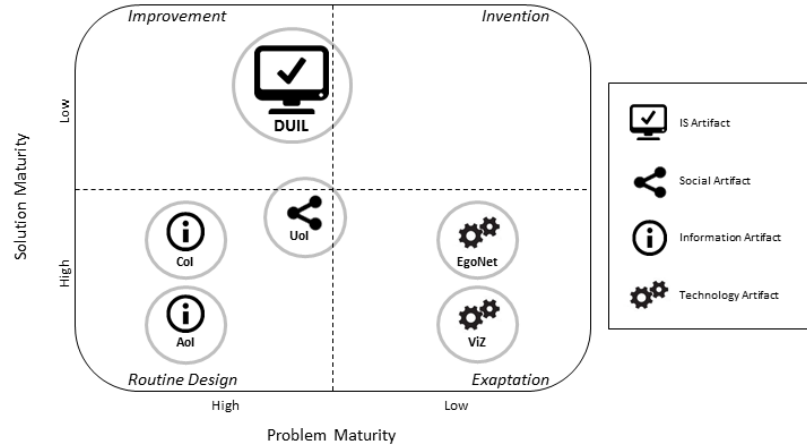 Improvement
Invention
DUIL
Low
Solution Maturity
High
CoI
UoI
EgoNet
AoI
ViZ
Routine Design
Exaptation
High
Low
Problem Maturity
IS Artifact
Social Artifact
Information Artifact
Technology Artifact